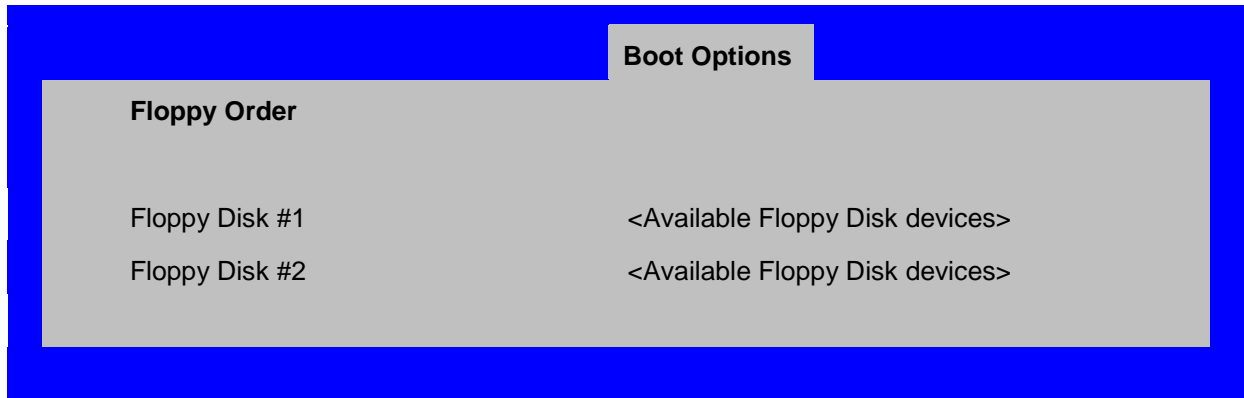 Boot Options
Floppy Order
Floppy Disk #1 <Available Floppy Disk devices>
Floppy Disk #2 <Available Floppy Disk devices>